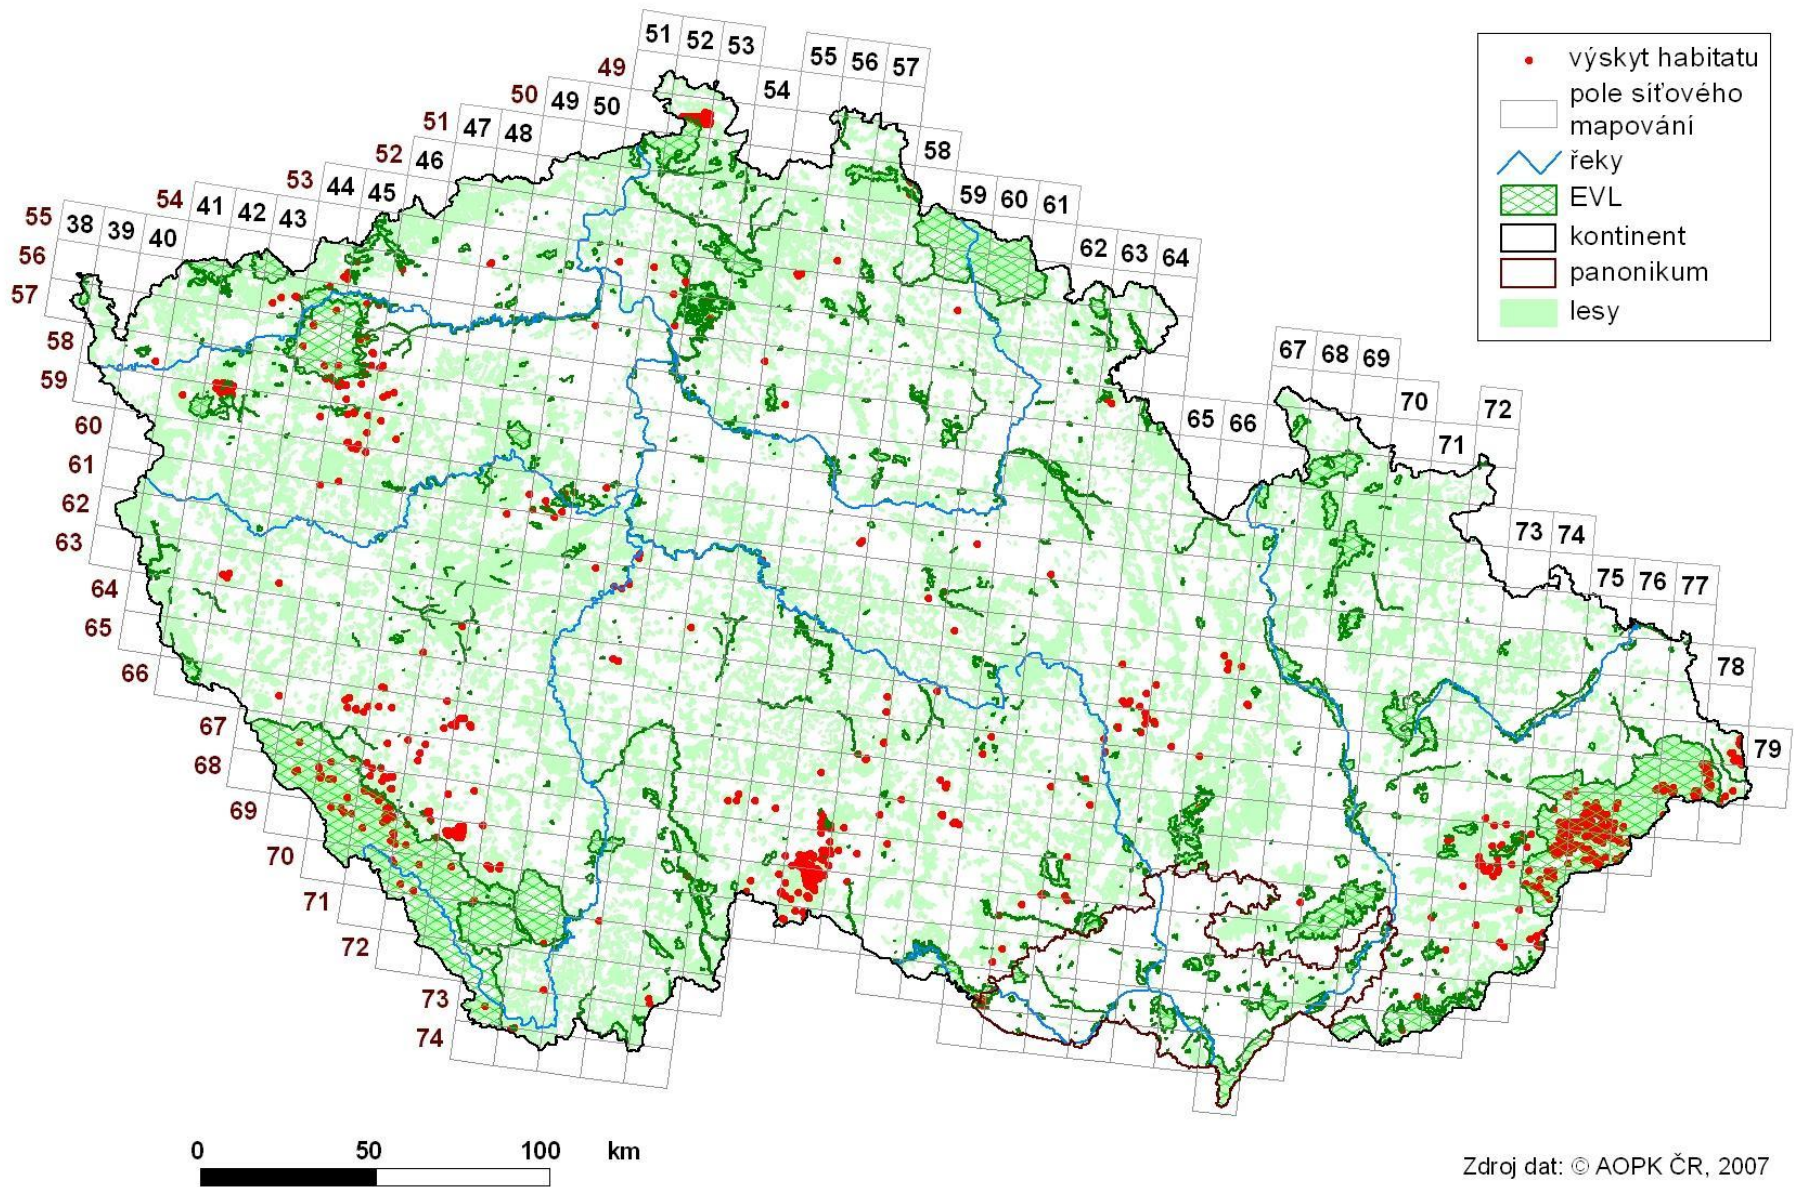 51 52 53
55 56 57
54
49
50 49 50
51 47 48
52 46
53 44 45
54 41 42 43
55 38 39 40
56
57
58
59
60
61
62
63
64
65
66
67
68
69
70
71
72
73
74
58
59 60 61
62 63 64
65 66
67 68 69
70
71
72
73 74
75 76 77
78
79
výskyt habitatu
pole síťového
mapování
řeky
EVL
kontinent
panonikum
lesy
0 50 100 km
Zdroj dat: © AOPK ČR, 2007